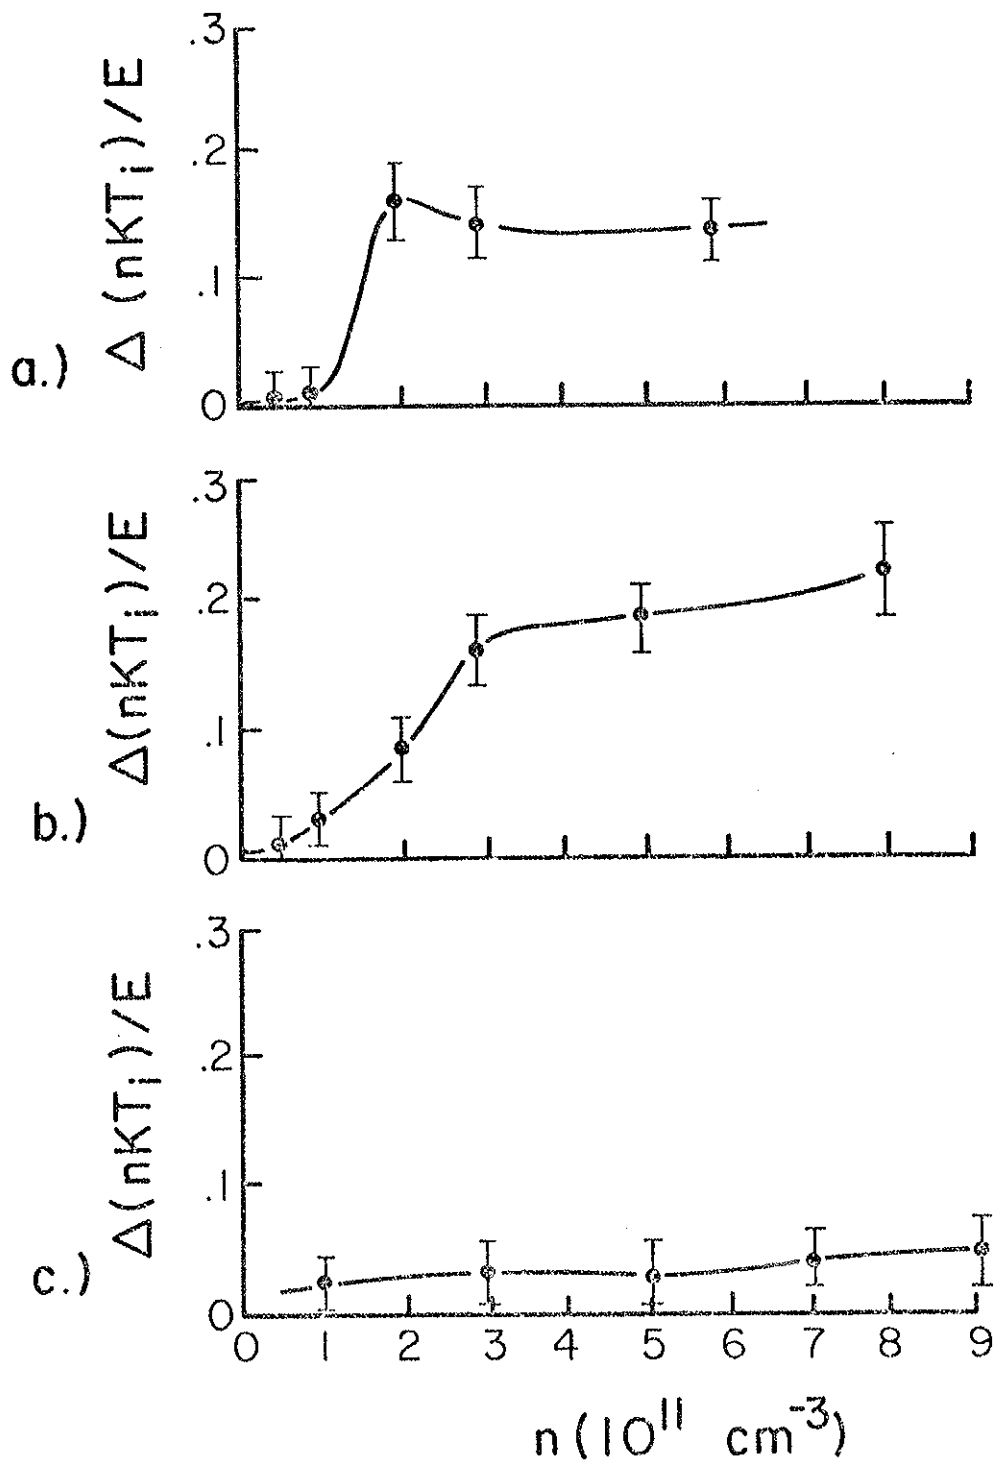 a.)
Δ (nKTᵢ)/E
.3
.2
.1
0
b.)
Δ(nKTᵢ)/E
.3
.2
.1
0
c.)
Δ(nKTᵢ)/E
.3
.2
.1
0
0 1 2 3 4 5 6 7 8 9
n(10¹¹ cm⁻³)